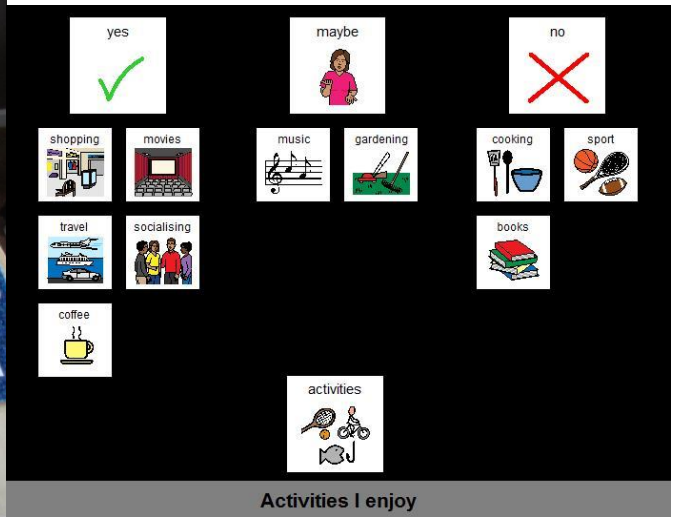 yes maybe no
shopping movies music gardening cooking sport
travel socialising books
coffee
activities
Activities I enjoy